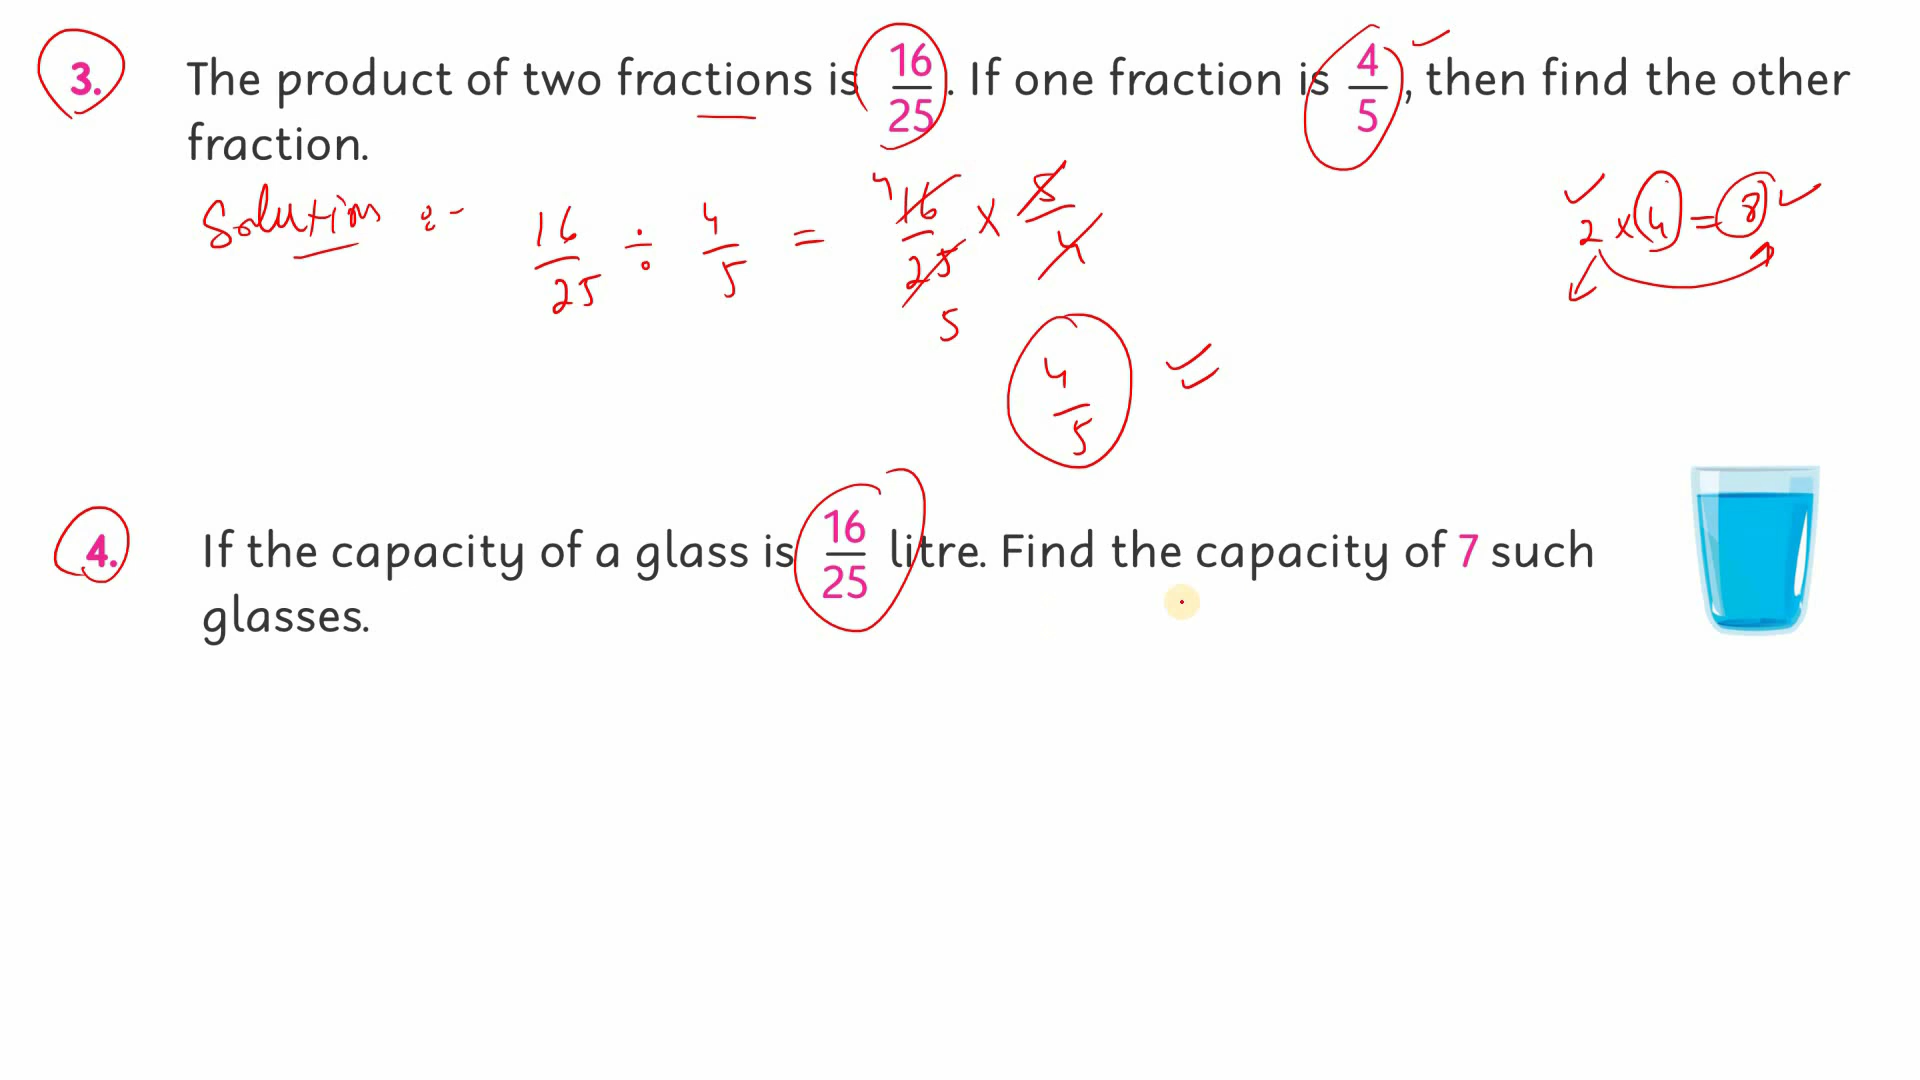 3. The product of two fractions is 16/25. If one fraction is 4/5, then find the other
fraction.
Solution :- 16/25 ÷ 4/5 = 16/25 × 5/4
4
5
4/5
2 × 4 = 8
4. If the capacity of a glass is 16/25 litre. Find the capacity of 7 such
glasses.